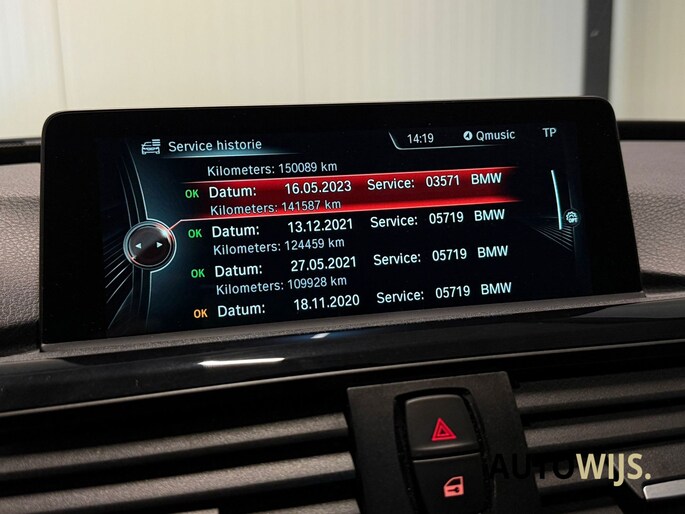 Service historie 14:19 Qmusic TP
Kilometers: 150089 km
OK Datum: 16.05.2023 Service: 03571 BMW
Kilometers: 141587 km
OK Datum: 13.12.2021 Service: 05719 BMW
Kilometers: 124459 km
OK Datum: 27.05.2021 Service: 05719 BMW
Kilometers: 109928 km
OK Datum: 18.11.2020 Service: 05719 BMW
AUTOWIJS.